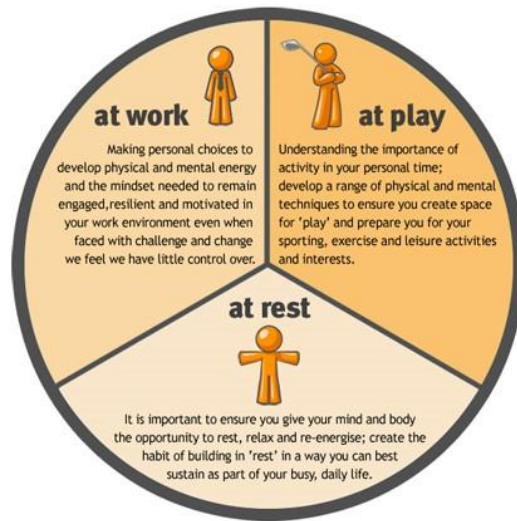 at work
Making personal choices to
develop physical and mental energy
and the mindset needed to remain
engaged,resilient and motivated in
your work environment even when
faced with challenge and change
we feel we have little control over.
at play
Understanding the importance of
activity in your personal time;
develop a range of physical and mental
techniques to ensure you create space
for 'play' and prepare you for your
sporting, exercise and leisure activities
and interests.
at rest
It is important to ensure you give your mind and body
the opportunity to rest, relax and re-energise; create the
habit of building in 'rest' in a way you can best
sustain as part of your busy, daily life.